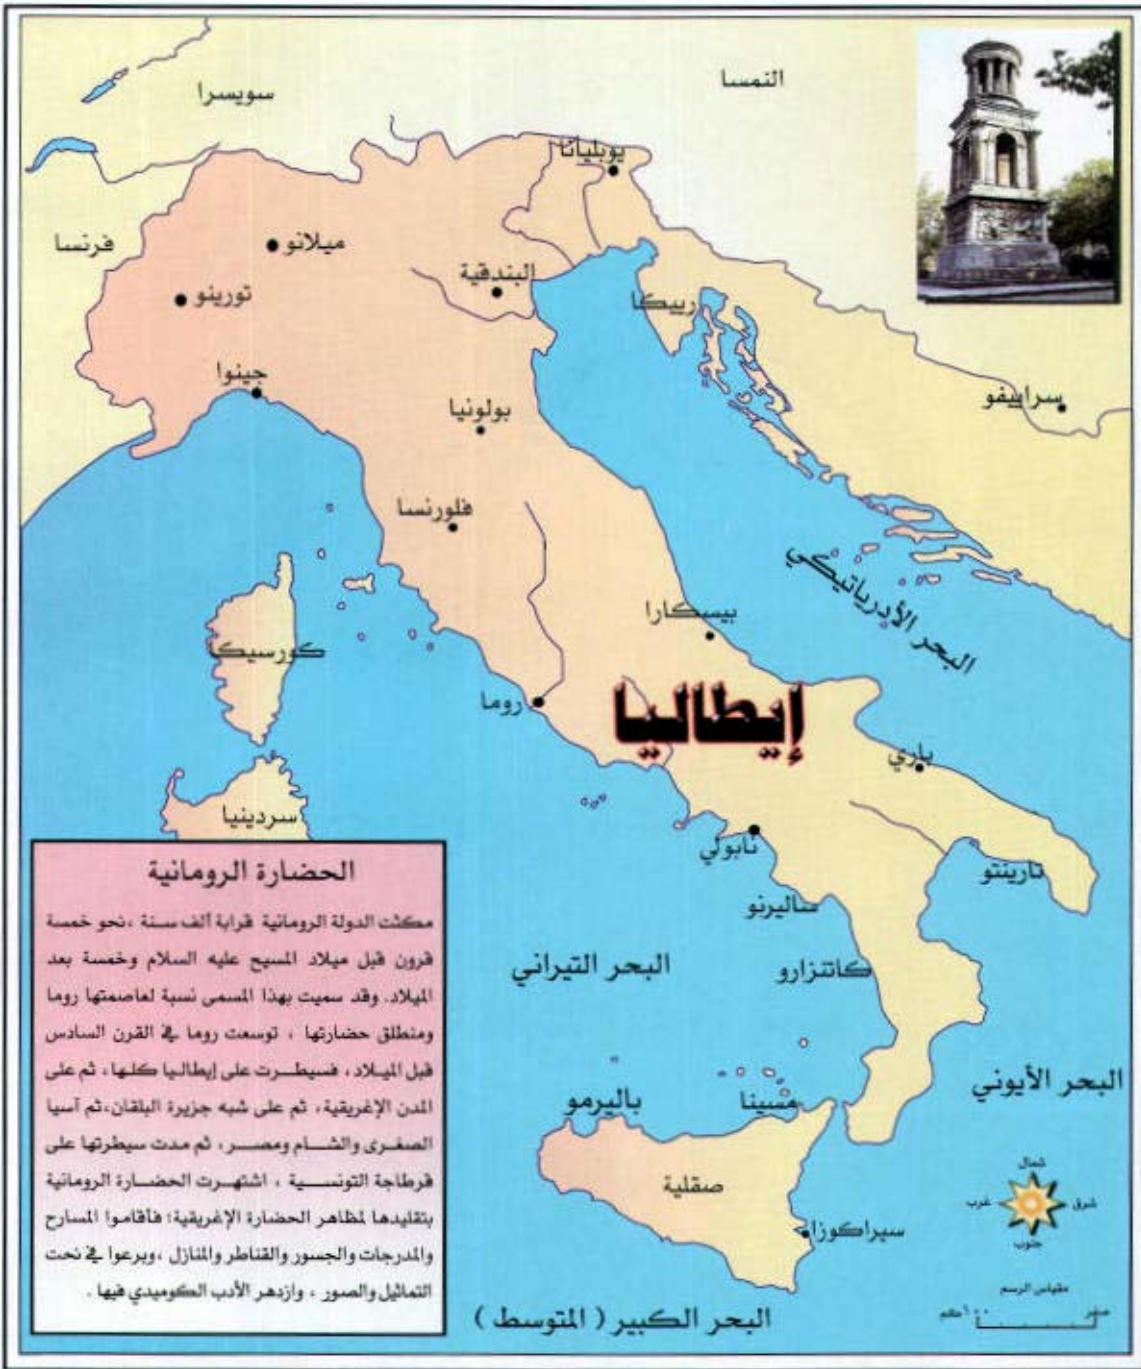 النمسا
سويسرا
يوبليانا
فرنسا
ميلانو
البندقية
تورينو
رييكا
جينوا
سراييفو
بولونيا
فلورنسا
البحر الأدرياتيكي
بيسكارا
كورسيكا
روما
إيطاليا
باري
سردينيا
نابولي
تارينتو
ساليرنو
البحر التيراني
كاتنزارو
البحر الأيوني
مسينا
باليرمو
صقلية
سيراكوزا
شمال
شرق
غرب
جنوب
مقياس الرسم
صفر ١٠٠كم
البحر الكبير ( المتوسط )
الحضارة الرومانية
مكثت الدولة الرومانية قرابة ألف سنة ،نحو خمسة
قرون قبل ميلاد المسيح عليه السلام وخمسة بعد
الميلاد. وقد سميت بهذا المسمى نسبة لعاصمتها روما
ومنطلق حضارتها ، توسعت روما في القرن السادس
قبل الميلاد ، فسيطرت على إيطاليا كلها ، ثم على
المدن الإغريقية، ثم على شبه جزيرة البلقان،ثم آسيا
الصغرى والشام ومصر ، ثم مدت سيطرتها على
قرطاجة التونسية ، اشتهرت الحضارة الرومانية
بتقليدها لمظاهر الحضارة الإغريقية؛ فأقاموا المسارح
والمدرجات والجسور والقناطر والمنازل ،وبرعوا في نحت
التماثيل والصور ، وازدهر الأدب الكوميدي فيها .